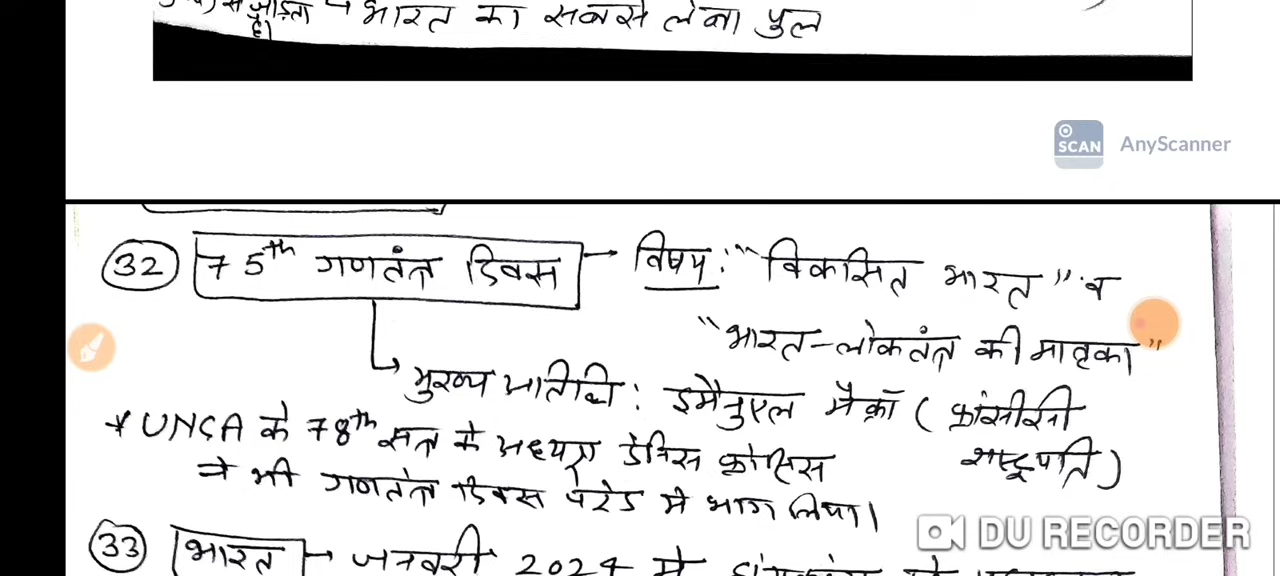 से जोड़ता → भारत का सबसे लंबा पुल
है।
SCAN AnyScanner
32 75th गणतंत्र दिवस → विषय: "विकसित भारत" व
"भारत-लोकतंत्र की मातृका"
मुख्य अतिथि: इमैनुएल मैक्रॉ (फ्रांसीसी
राष्ट्रपति)
* UNGA के 78th सत्र के अध्यक्ष डेनिस फ्रांसिस
ने भी गणतंत्र दिवस परेड में भाग लिया।
DU RECORDER
33 भारत → जनवरी 2024 में